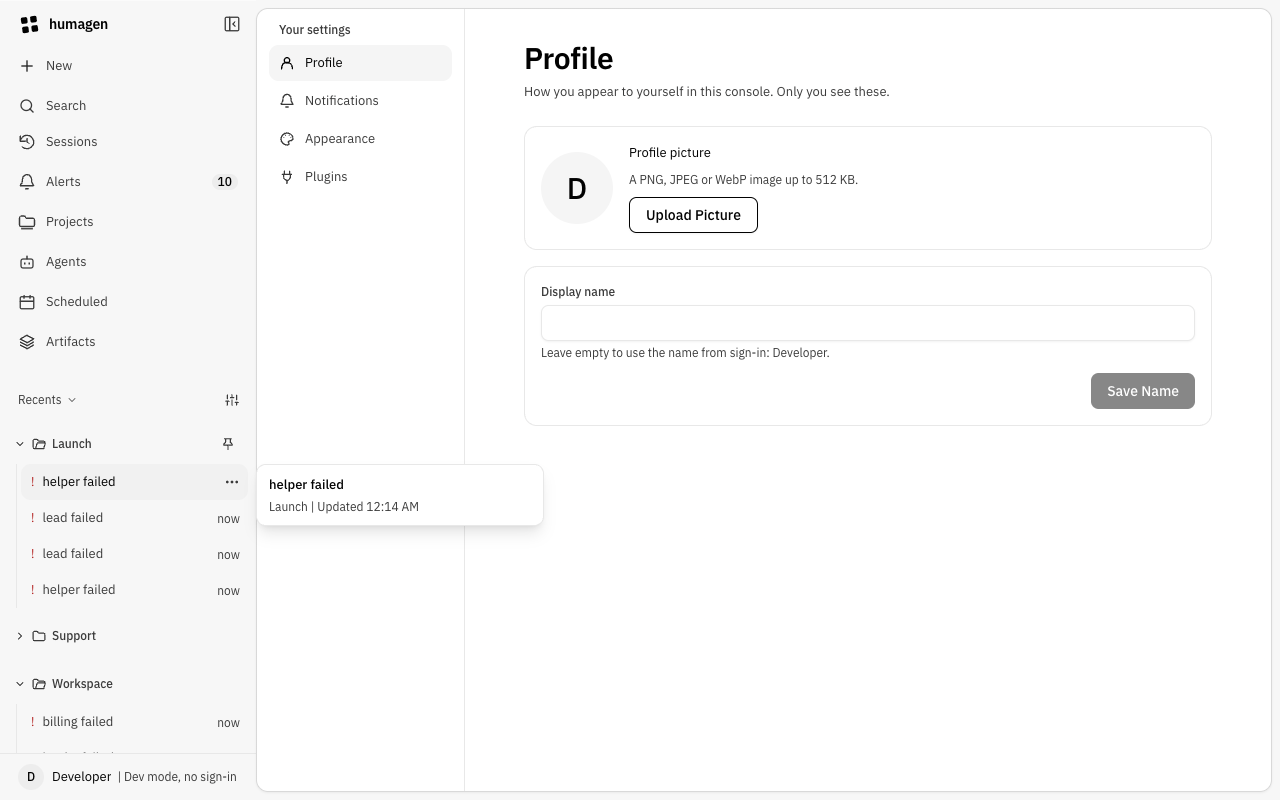 humagen
New
Search
Sessions
Alerts 10
Projects
Agents
Scheduled
Artifacts
Recents
Launch
! helper failed
! lead failed now
! lead failed now
! helper failed now
Support
Workspace
! billing failed now
D Developer | Dev mode, no sign-in
Your settings
Profile
Notifications
Appearance
Plugins
helper failed
Launch | Updated 12:14 AM
Profile
How you appear to yourself in this console. Only you see these.
D
Profile picture
A PNG, JPEG or WebP image up to 512 KB.
Upload Picture
Display name
Leave empty to use the name from sign-in: Developer.
Save Name